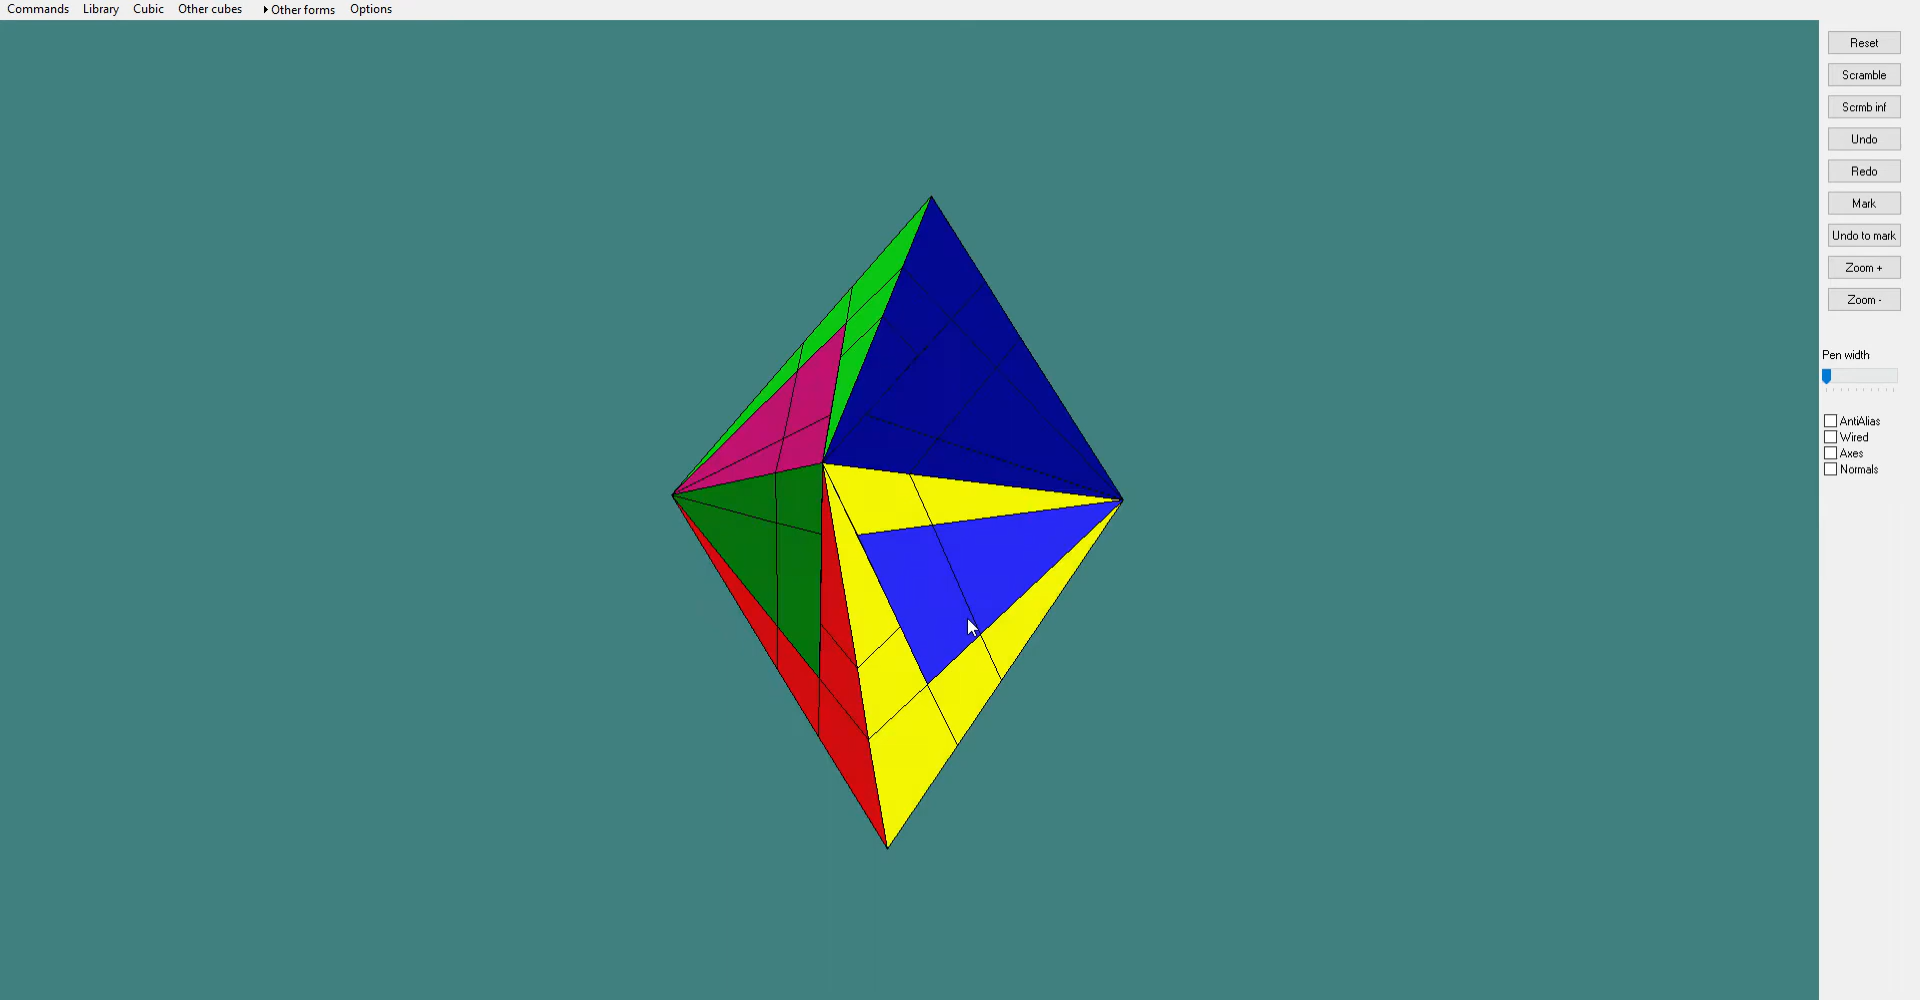 Commands Library Cubic Other cubes Other forms Options
Reset
Scramble
Scrmb inf
Undo
Redo
Mark
Undo to mark
Zoom +
Zoom -
Pen width
AntiAlias
Wired
Axes
Normals